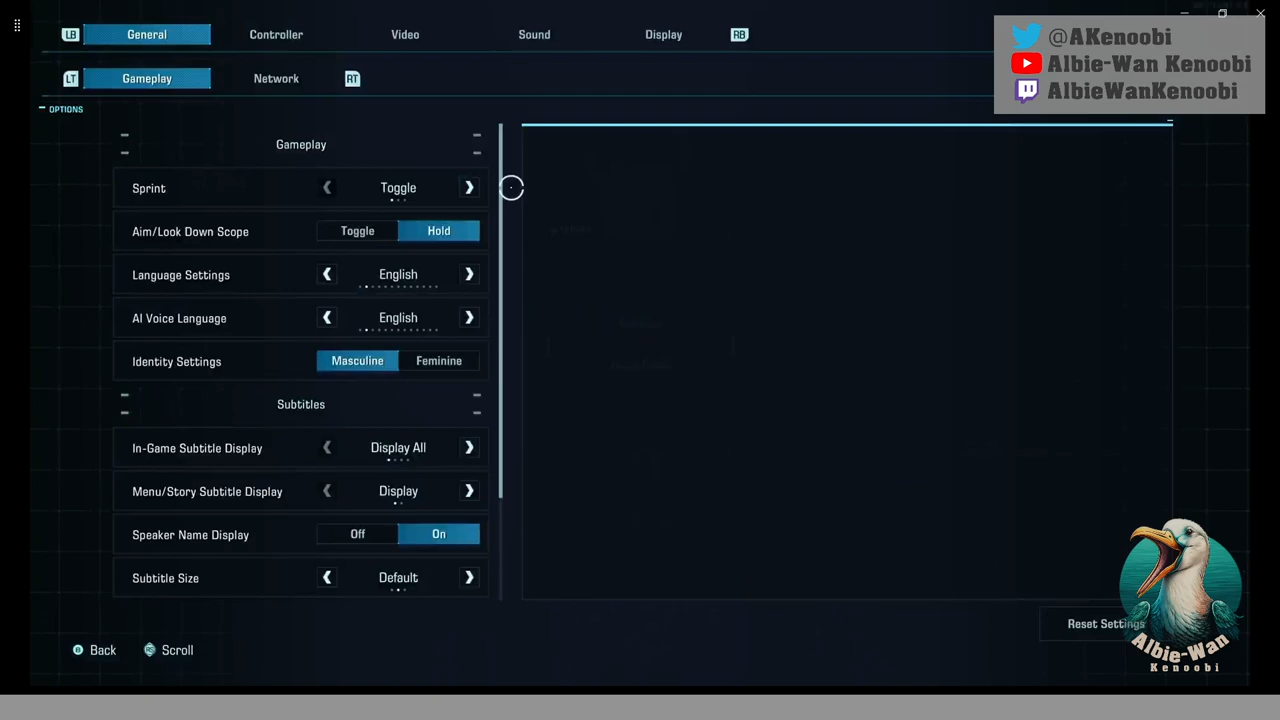 LB General Controller Video Sound Display RB
LT Gameplay Network RT
OPTIONS
@AKenoobi
Albie-Wan Kenoobi
AlbieWanKenoobi
Gameplay
Sprint Toggle
Aim/Look Down Scope Toggle Hold
Language Settings English
AI Voice Language English
Identity Settings Masculine Feminine
Subtitles
In-Game Subtitle Display Display All
Menu/Story Subtitle Display Display
Speaker Name Display Off On
Subtitle Size Default
Reset Settings
B Back RS Scroll
Albie-Wan
Kenoobi